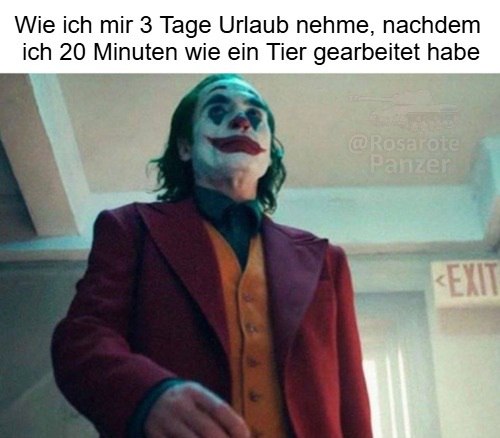 Wie ich mir 3 Tage Urlaub nehme, nachdem
ich 20 Minuten wie ein Tier gearbeitet habe
@Rosarote
Panzer
<EXIT